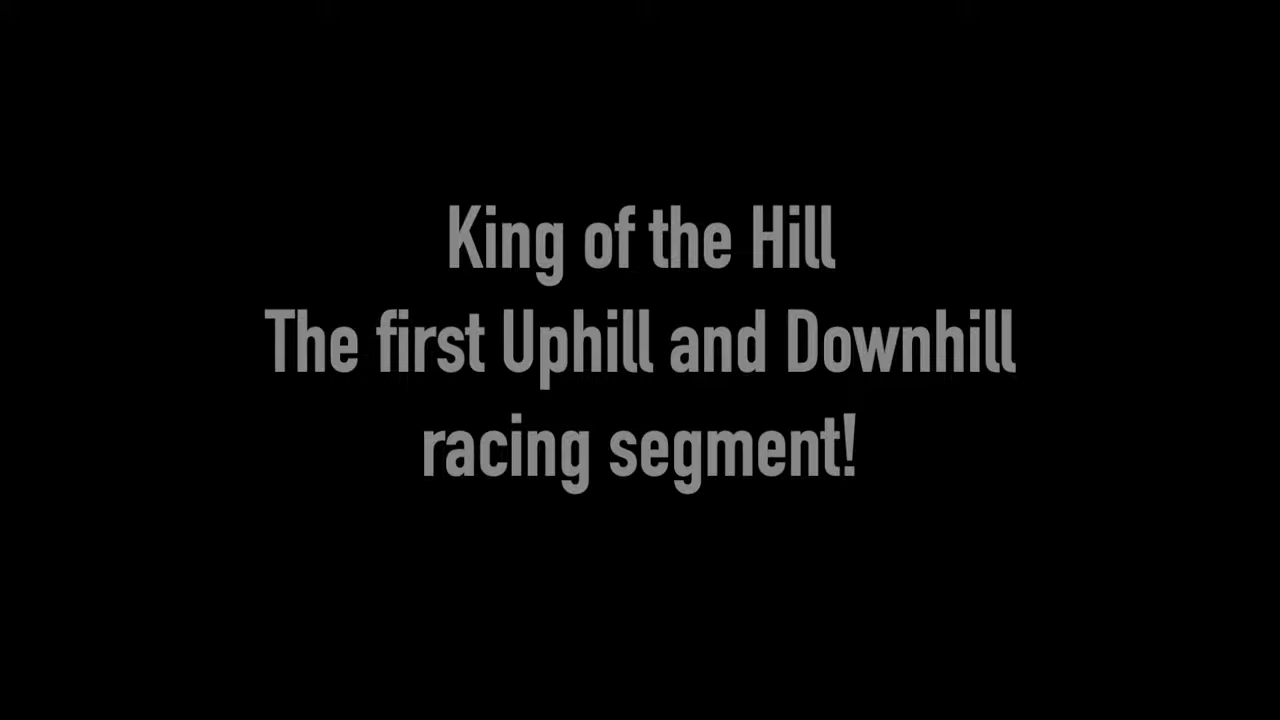 King of the Hill
The first Uphill and Downhill
racing segment!